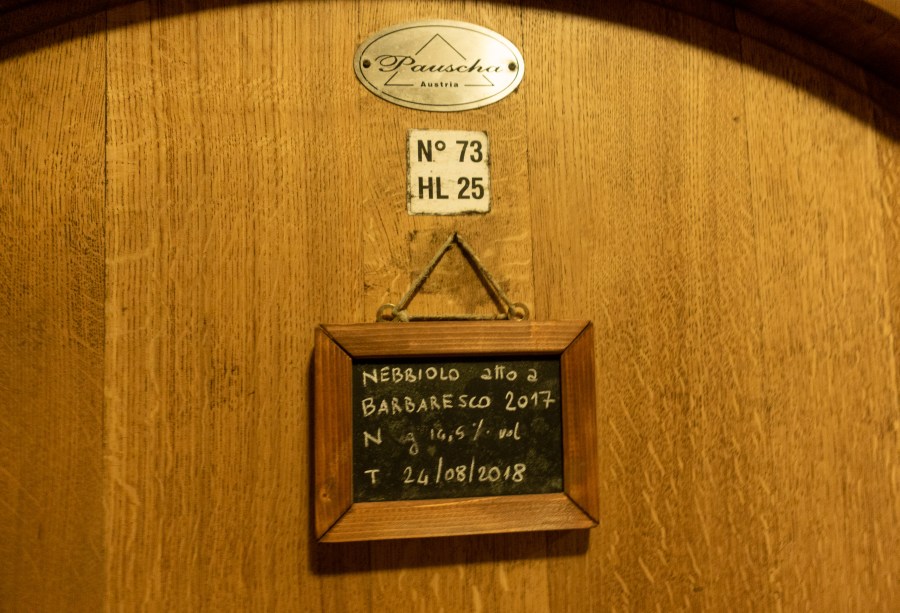 Pauscha
Austria
N° 73
HL 25
NEBBIOLO atto a
BARBARESCO 2017
N g 14,5 % vol
T 24/08/2018